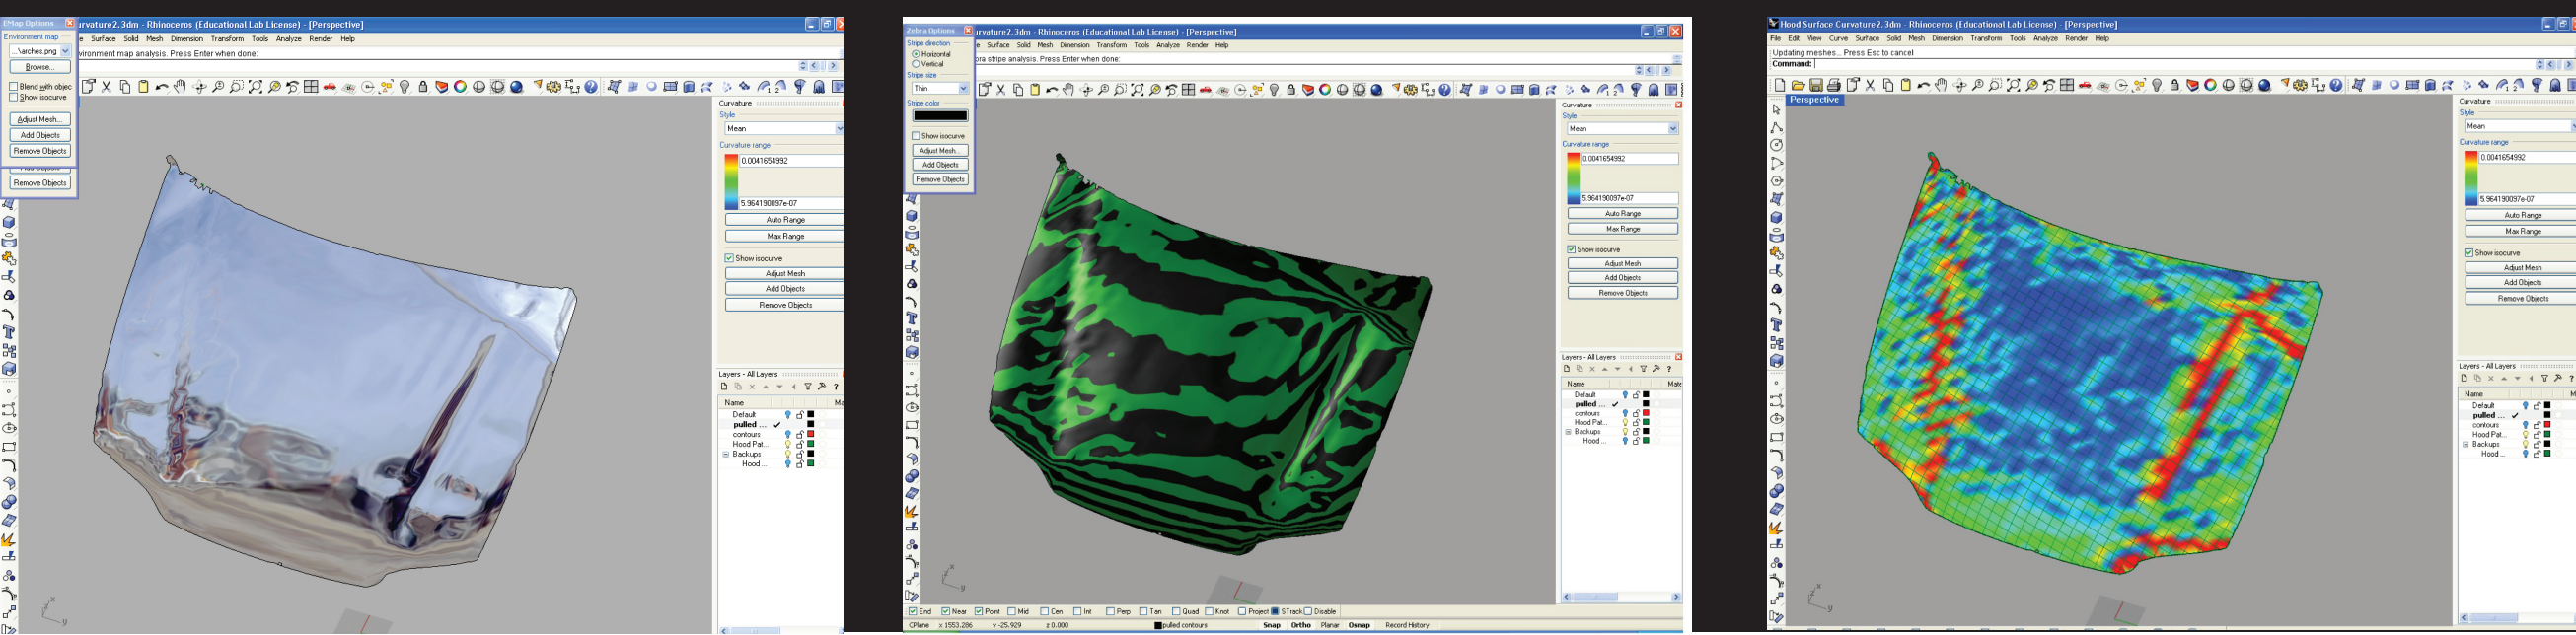 EMap Options
urvature2.3dm - Rhinoceros (Educational Lab License) - [Perspective]
Environment map
e Surface Solid Mesh Dimension Transform Tools Analyze Render Help
...\arches.png
vironment map analysis. Press Enter when done:
Browse...
Blend with objec
Show isocurve
Adjust Mesh...
Add Objects
Remove Objects
Remove Objects
Curvature
Style
Mean
Curvature range
0.0041654992
5.964190097e-07
Auto Range
Max Range
Show isocurve
Adjust Mesh
Add Objects
Remove Objects
Layers - All Layers
Name
Default
pulled ...
contours
Hood Pat...
Backups
Hood ...
x
y
Zebra Options
urvature2.3dm - Rhinoceros (Educational Lab License) - [Perspective]
Stripe direction
e Surface Solid Mesh Dimension Transform Tools Analyze Render Help
Horizontal
Vertical
bra stripe analysis. Press Enter when done:
Stripe size
Thin
Stripe color
Show isocurve
Adjust Mesh...
Add Objects
Remove Objects
Curvature
Style
Mean
Curvature range
0.0041654992
5.964190097e-07
Auto Range
Max Range
Show isocurve
Adjust Mesh
Add Objects
Remove Objects
Layers - All Layers
Name Mate
Default
pulled ...
contours
Hood Pat...
Backups
Hood ...
x
y
End Near Point Mid Cen Int Perp Tan Quad Knot Project STrack Disable
CPlane x 1553.286 y -25.929 z 0.000 pulled contours Snap Ortho Planar Osnap Record History
Hood Surface Curvature2.3dm - Rhinoceros (Educational Lab License) - [Perspective]
File Edit View Curve Surface Solid Mesh Dimension Transform Tools Analyze Render Help
Updating meshes... Press Esc to cancel
Command:
Perspective
Curvature
Style
Mean
Curvature range
0.0041654992
5.964190097e-07
Auto Range
Max Range
Show isocurve
Adjust Mesh
Add Objects
Remove Objects
Layers - All Layers
Name
Default
pulled ...
contours
Hood Pat...
Backups
Hood ...
x
y